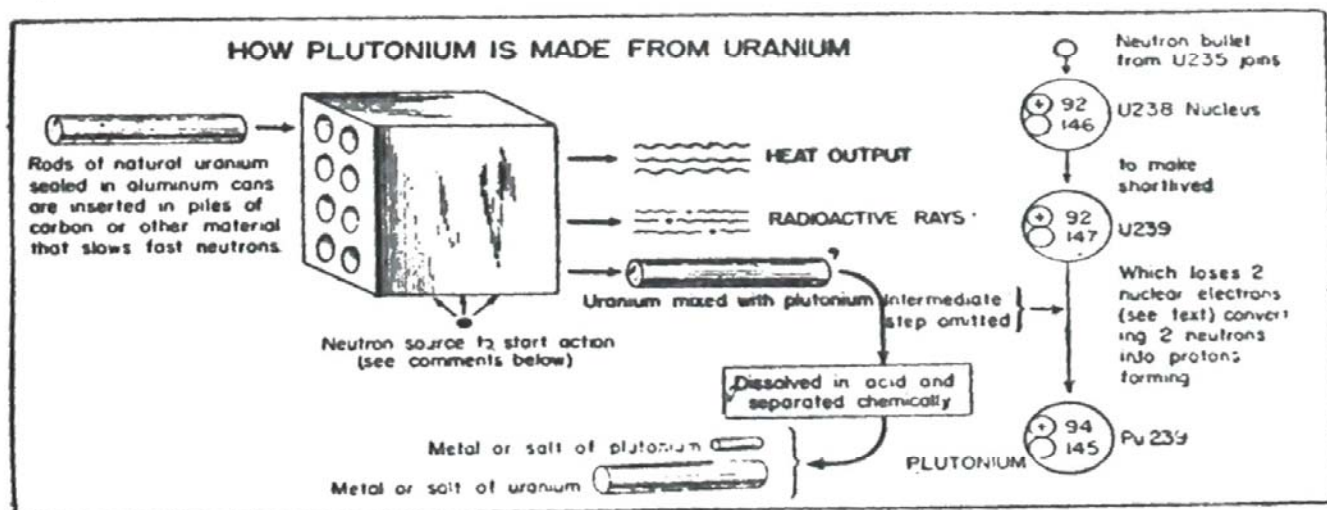 HOW PLUTONIUM IS MADE FROM URANIUM
Rods of natural uranium
sealed in aluminum cans
are inserted in piles of
carbon or other material
that slows fast neutrons.
HEAT OUTPUT
RADIOACTIVE RAYS
Uranium mixed with plutonium
Neutron source to start action
(see comments below)
Dissolved in acid and
separated chemically
Metal or salt of plutonium
Metal or salt of uranium
Intermediate
step omitted
Neutron bullet
from U235 joins
+ 92
146
U238 Nucleus
to make
shortlived
+ 92
147
U239
Which loses 2
nuclear electrons
(see text) convert
ing 2 neutrons
into protons
forming
+ 94
145
Pu239
PLUTONIUM